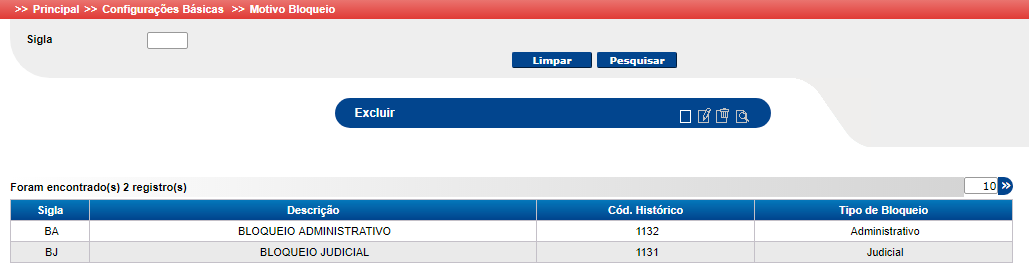 >> Principal >> Configurações Básicas >> Motivo Bloqueio
Sigla
Limpar Pesquisar
Excluir
Foram encontrado(s) 2 registro(s) 10 »
Sigla Descrição Cód. Histórico Tipo de Bloqueio
BA BLOQUEIO ADMINISTRATIVO 1132 Administrativo
BJ BLOQUEIO JUDICIAL 1131 Judicial